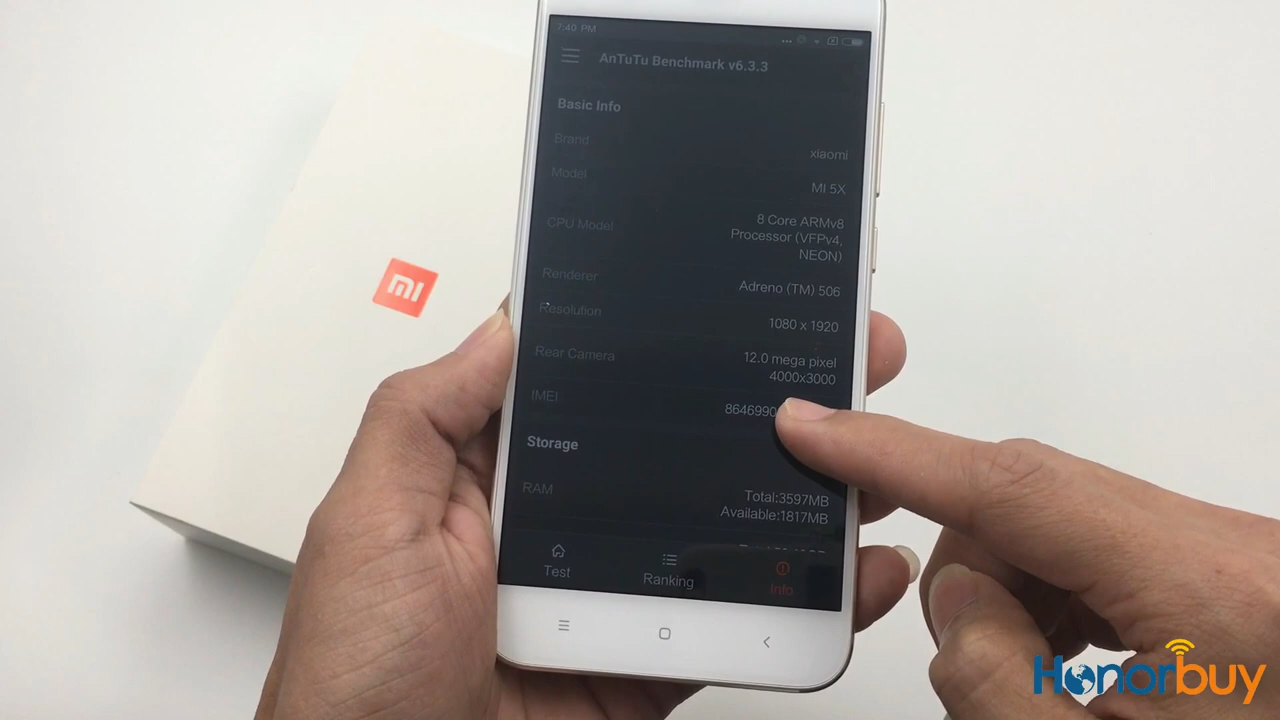 7:40 PM
AnTuTu Benchmark v6.3.3
Basic Info
Brand
xiaomi
Model
MI 5X
CPU Model
8 Core ARMv8
Processor (VFPv4,
NEON)
Renderer
Adreno (TM) 506
Resolution
1080 x 1920
Rear Camera
12.0 mega pixel
4000x3000
IMEI
8646990
Storage
RAM
Total:3597MB
Available:1817MB
Test
Ranking
Info
MI
Honorbuy